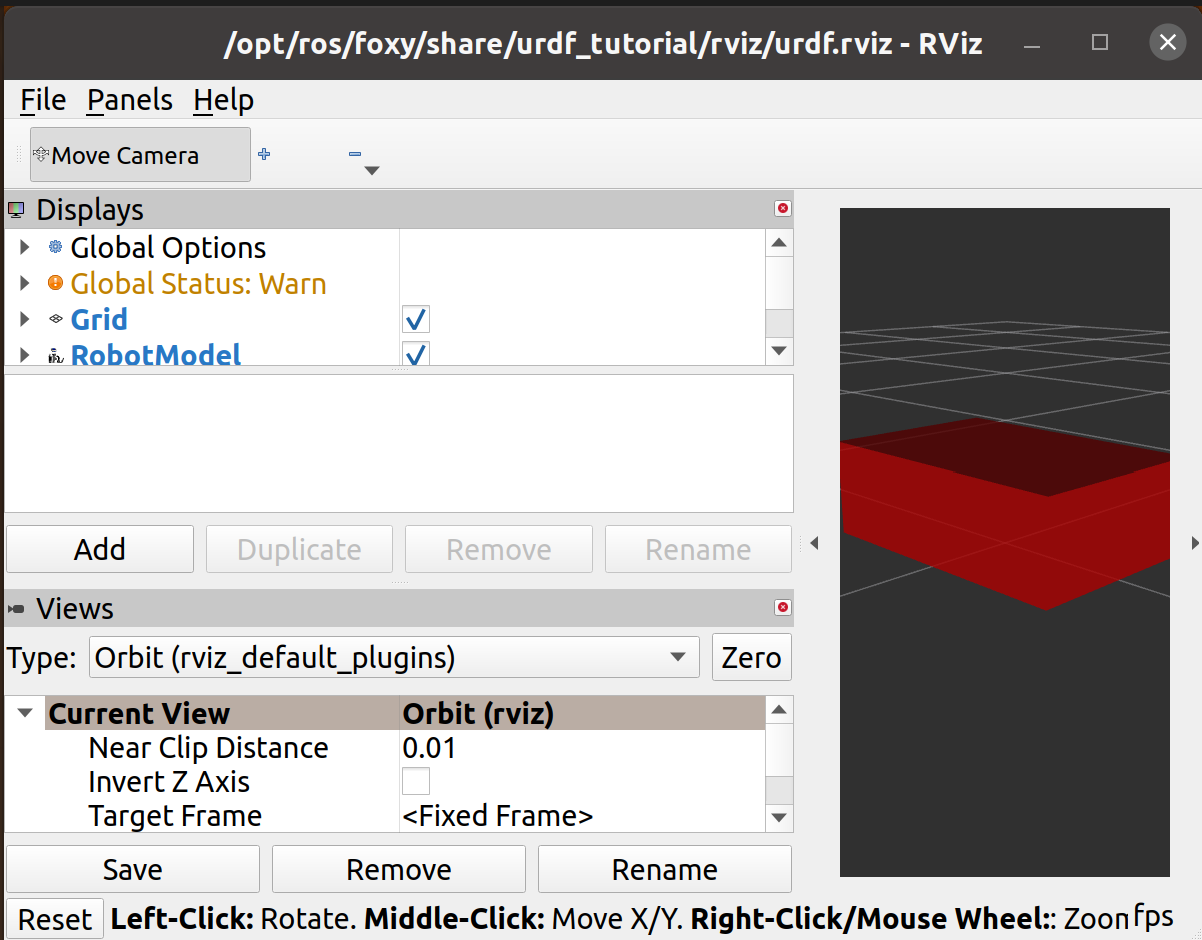 /opt/ros/foxy/share/urdf_tutorial/rviz/urdf.rviz - RViz
File Panels Help
Move Camera
Displays
Global Options
Global Status: Warn
Grid
RobotModel
Add Duplicate Remove Rename
Views
Type: Orbit (rviz_default_plugins) Zero
Current View Orbit (rviz)
Near Clip Distance 0.01
Invert Z Axis
Target Frame <Fixed Frame>
Save Remove Rename
Reset Left-Click: Rotate. Middle-Click: Move X/Y. Right-Click/Mouse Wheel:: Zoom fps